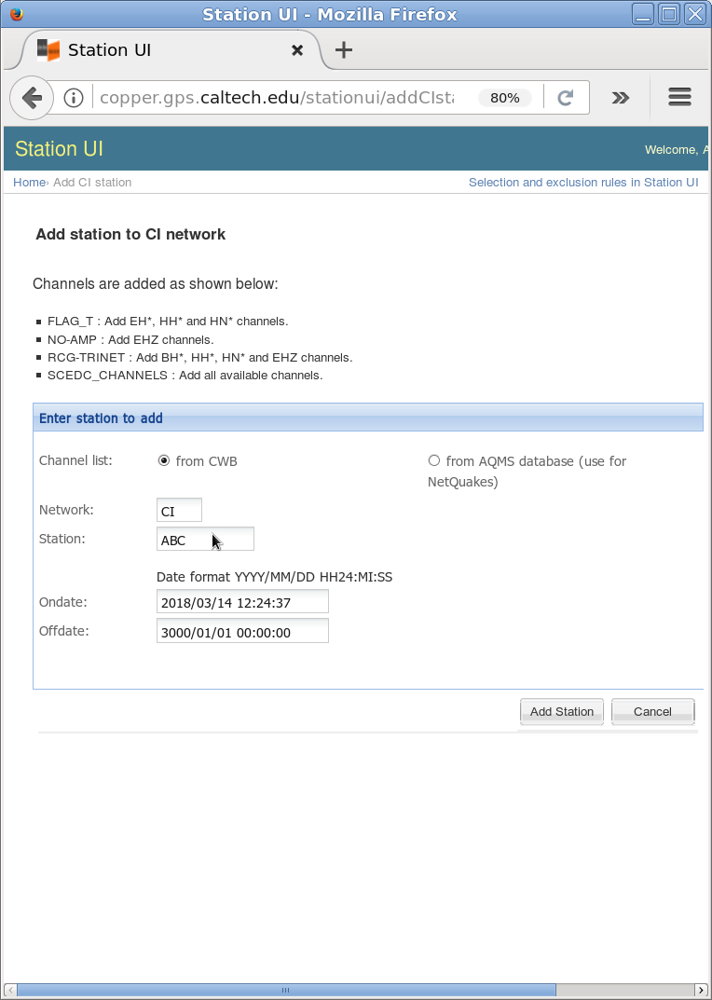 Station UI - Mozilla Firefox
Station UI
copper.gps.caltech.edu/stationui/addCIsta
80%
Station UI
Welcome, A
Home› Add CI station
Selection and exclusion rules in Station UI
Add station to CI network
Channels are added as shown below:
FLAG_T : Add EH*, HH* and HN* channels.
NO-AMP : Add EHZ channels.
RCG-TRINET : Add BH*, HH*, HN* and EHZ channels.
SCEDC_CHANNELS : Add all available channels.
Enter station to add
Channel list:
from CWB
from AQMS database (use for
NetQuakes)
Network:
CI
Station:
ABC
Date format YYYY/MM/DD HH24:MI:SS
Ondate:
2018/03/14 12:24:37
Offdate:
3000/01/01 00:00:00
Add Station
Cancel